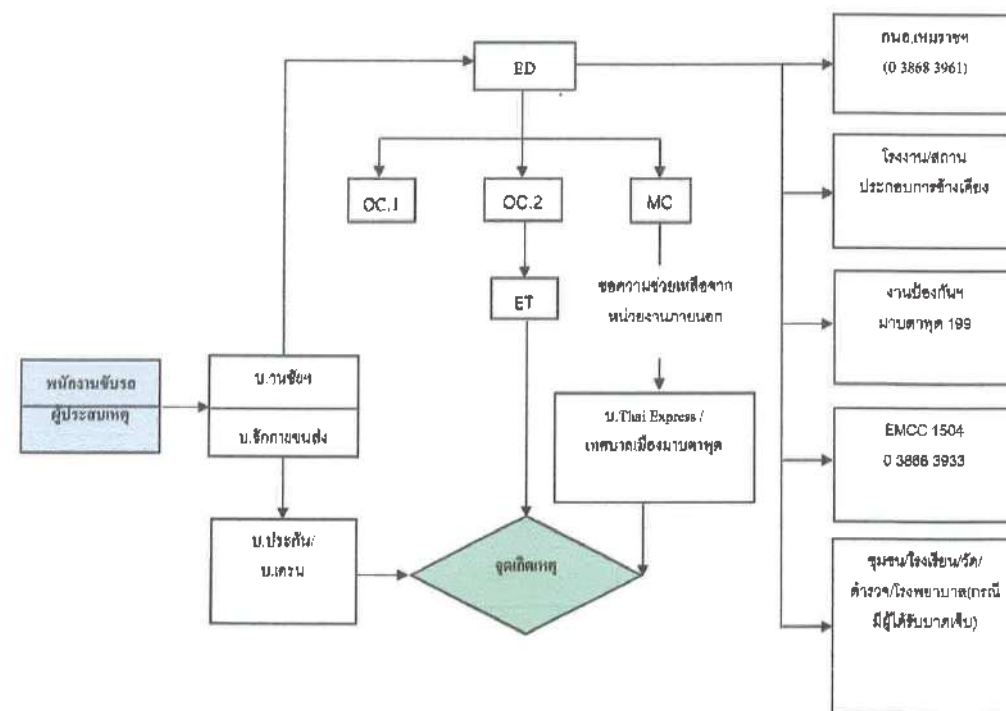 กนอ.เหมราชฯ
(0 3868 3961)
ED
โรงงาน/สถาน
ประกอบการข้างเคียง
OC.1
OC.2
MC
ขอความช่วยเหลือจาก
หน่วยงานภายนอก
ET
งานป้องกันฯ
มาบตาพุด 199
พนักงานขับรถ
ผู้ประสบเหตุ
บ.วนชัยฯ
บ.จักกายขนส่ง
บ.Thai Express /
เทศบาลเมืองมาบตาพุด
EMCC 1504
0 3868 3933
บ.ประกัน/
บ.เครน
จุดเกิดเหตุ
ชุมชน/โรงเรียน/วัด/
ตำรวจ/โรงพยาบาล(กรณี
มีผู้ได้รับบาดเจ็บ)